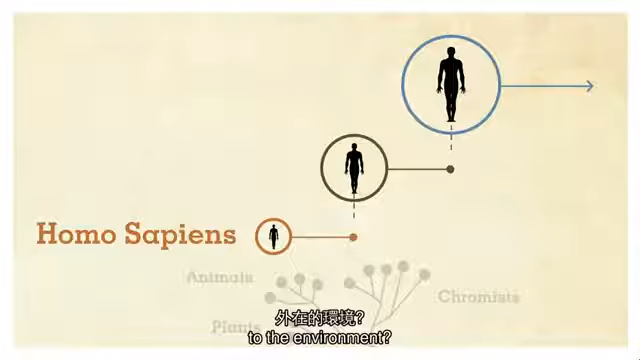 Homo Sapiens
Animals
Chromists
Plants
外在的環境?
to the environment?